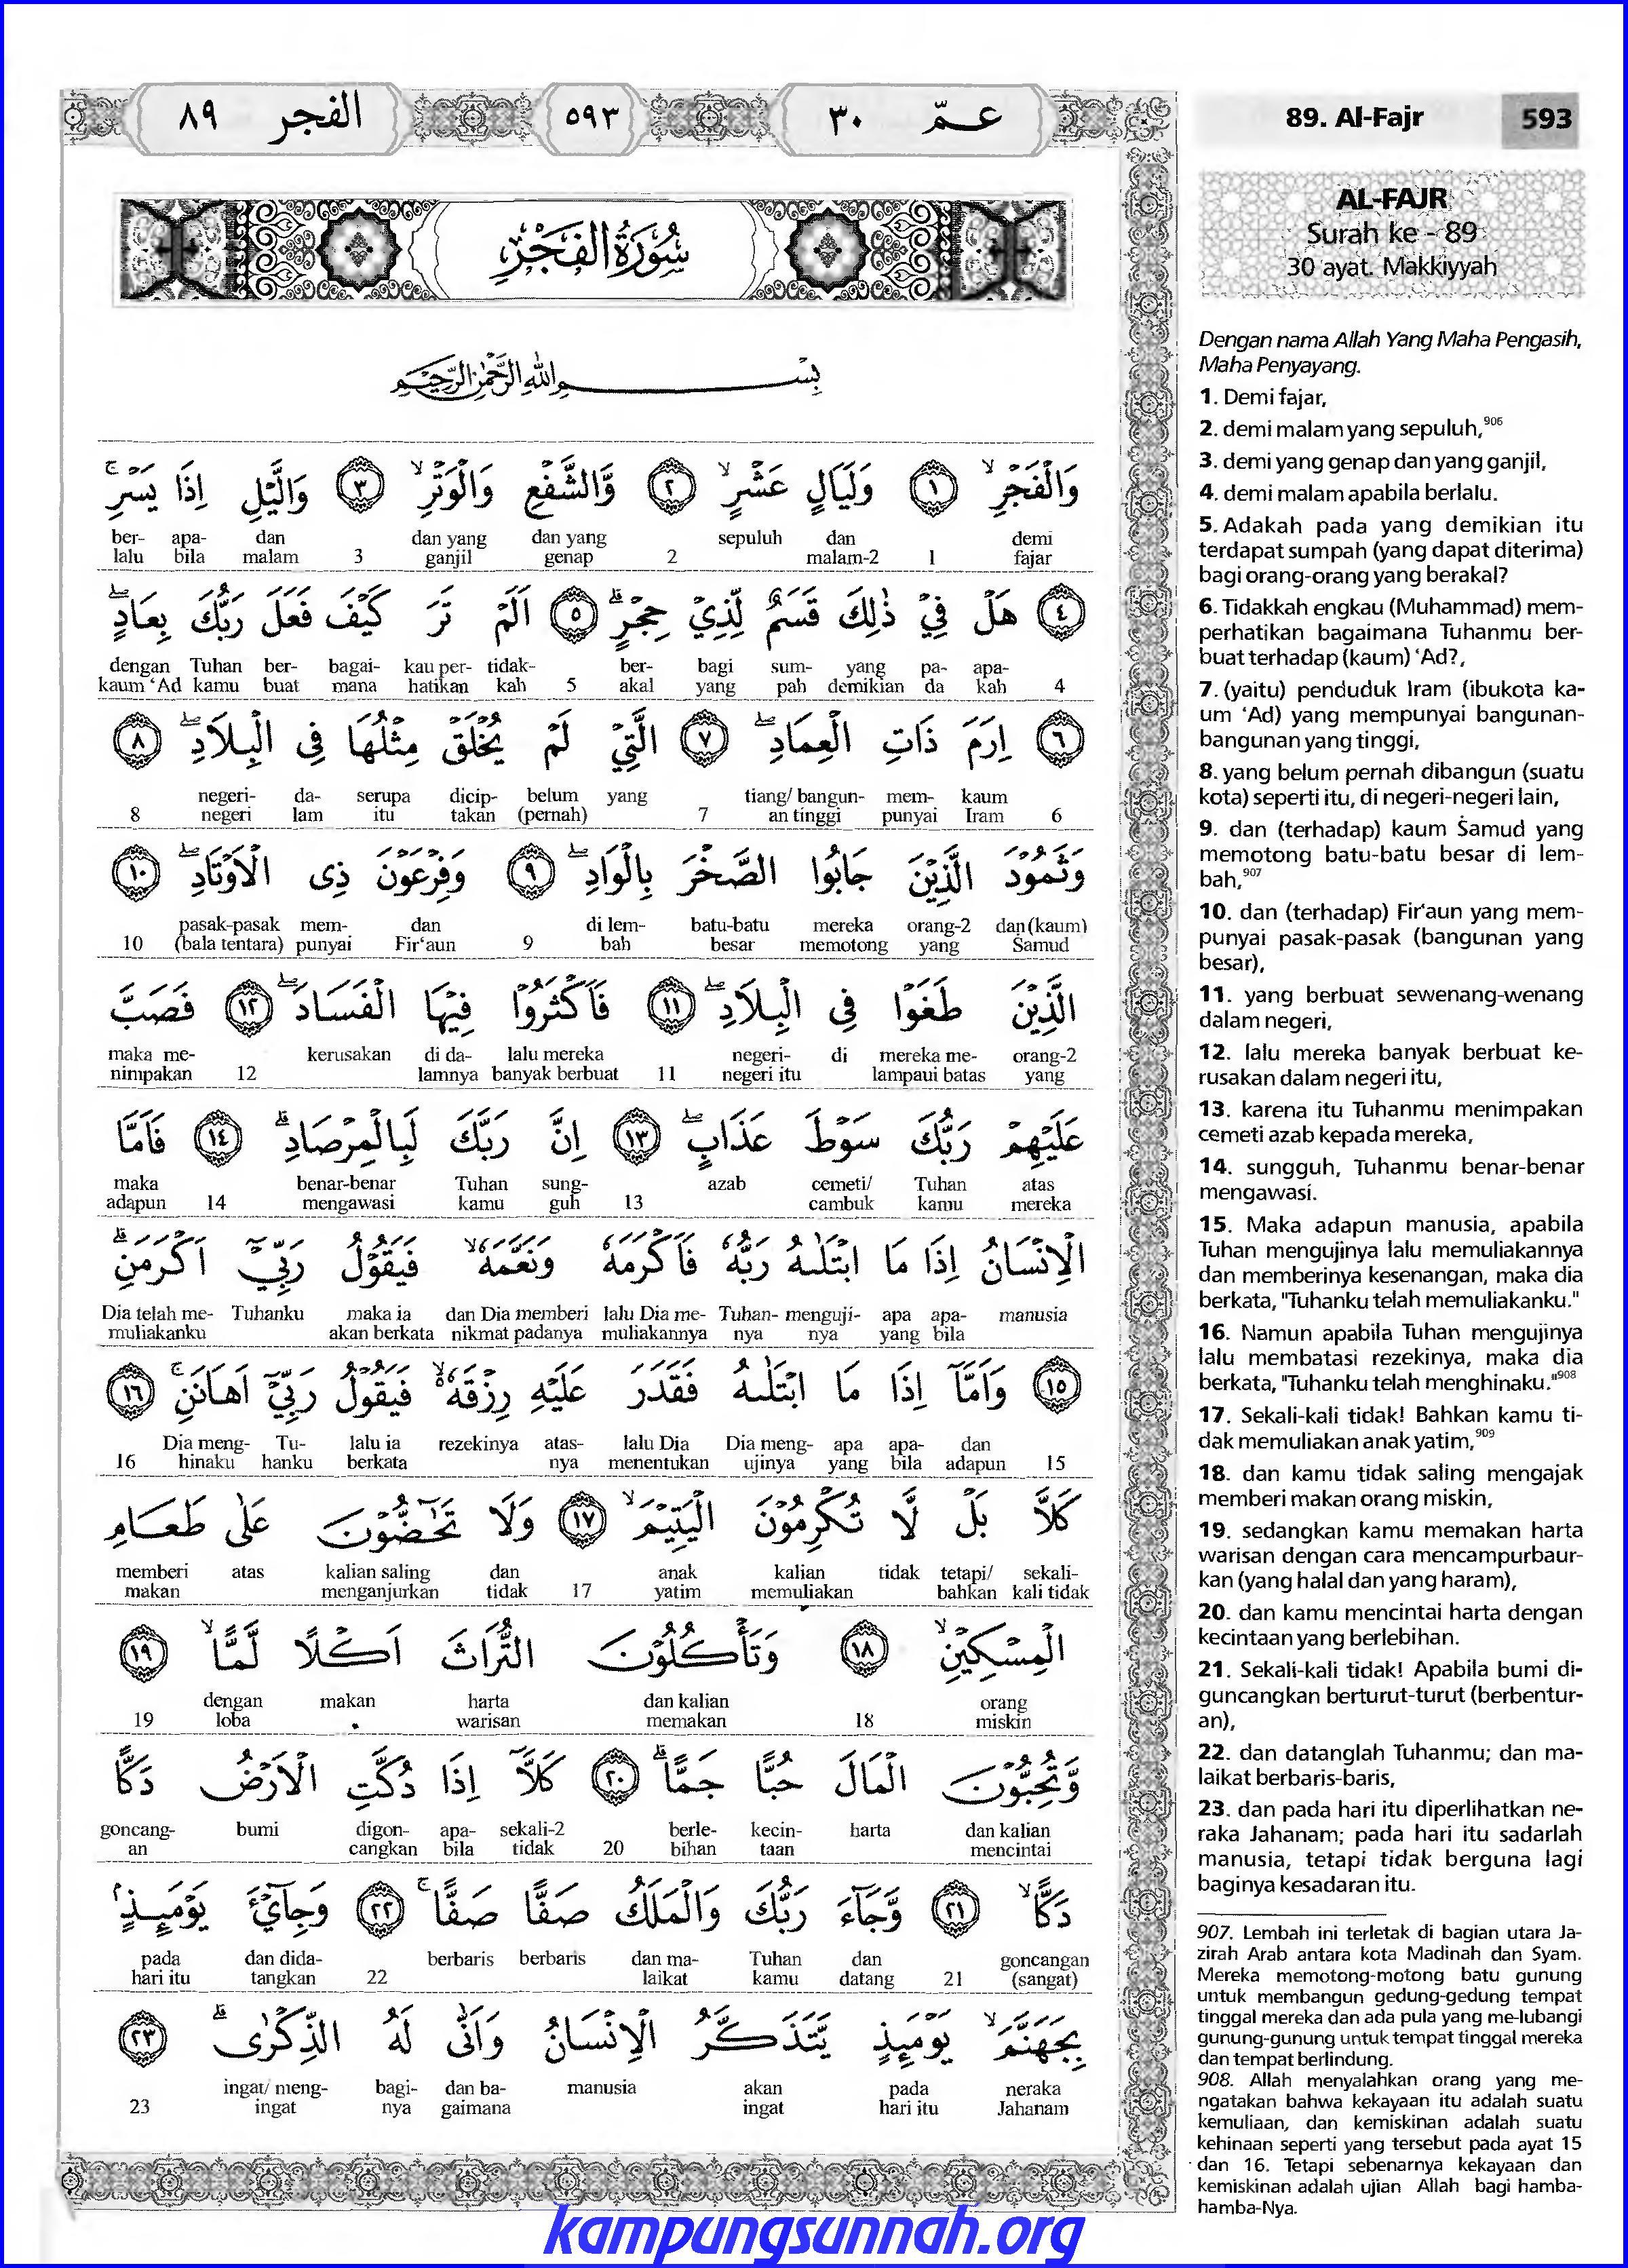 عمّ ٣٠
٥٩٣
الفجر ٨٩
سُوْرَةُ الفَجْرِ
بِسْمِ اللّٰهِ الرَّحْمٰنِ الرَّحِيْمِ
وَالْفَجْرِۙ ١ وَلَيَالٍ عَشْرٍۙ ٢ وَّالشَّفْعِ وَالْوَتْرِۙ ٣ وَالَّيْلِ اِذَا يَسْرِۚ
demi dan sepuluh dan yang dan yang dan apa- ber-
fajar 1 malam-2 2 genap ganjil 3 malam bila lalu
٤ هَلْ فِيْ ذٰلِكَ قَسَمٌ لِّذِيْ حِجْرٍۗ ٥ اَلَمْ تَرَ كَيْفَ فَعَلَ رَبُّكَ بِعَادٍۖ
apa- pa- yang sum- bagi ber- tidak- kau per- bagai- ber- Tuhan dengan
4 kah da demikian pah yang akal 5 kah hatikan mana buat kamu kaum ‘Ad
٦ اِرَمَ ذَاتِ الْعِمَادِۖ ٧ الَّتِيْ لَمْ يُخْلَقْ مِثْلُهَا فِى الْبِلَادِۖ ٨
kaum mem- tiang/ bangun- yang belum dicip- serupa da- negeri-
6 Iram punyai an tinggi 7 (pernah) takan itu lam negeri 8
وَثَمُوْدَ الَّذِيْنَ جَابُوا الصَّخْرَ بِالْوَادِۖ ٩ وَفِرْعَوْنَ ذِى الْاَوْتَادِۖ ١٠
dan (kaum) orang-2 mereka batu-batu di lem- dan mem- pasak-pasak
Samud yang memotong besar bah 9 Fir‘aun punyai (bala tentara) 10
الَّذِيْنَ طَغَوْا فِى الْبِلَادِۖ ١١ فَاَكْثَرُوْا فِيْهَا الْفَسَادَۖ ١٢ فَصَبَّ
orang-2 mereka me- di negeri- lalu mereka di da- kerusakan maka me-
yang lampaui batas negeri itu 11 banyak berbuat lamnya 12 nimpakan
عَلَيْهِمْ رَبُّكَ سَوْطَ عَذَابٍۖ ١٣ اِنَّ رَبَّكَ لَبِالْمِرْصَادِۗ ١٤ فَاَمَّا
atas Tuhan cemeti/ azab sung- Tuhan benar-benar maka
mereka kamu cambuk 13 guh kamu mengawasi 14 adapun
الْاِنْسَانُ اِذَا مَا ابْتَلٰىهُ رَبُّهٗ فَاَكْرَمَهٗ وَنَعَّمَهٗۙ فَيَقُوْلُ رَبِّيْٓ اَكْرَمَنِۗ
manusia apa- apa menguji- Tuhan- lalu Dia me- dan Dia memberi maka ia Tuhanku Dia telah me-
bila yang nya nya muliakannya nikmat padanya akan berkata muliakanku
١٥ وَاَمَّآ اِذَا مَا ابْتَلٰىهُ فَقَدَرَ عَلَيْهِ رِزْقَهٗۙ فَيَقُوْلُ رَبِّيْٓ اَهَانَنِۚ ١٦
dan apa- apa Dia meng- lalu Dia atas- rezekinya lalu ia Tu- Dia meng-
15 adapun bila yang ujinya menentukan nya berkata hanku hinaku 16
كَلَّا بَلْ لَّا تُكْرِمُوْنَ الْيَتِيْمَۙ ١٧ وَلَا تَحٰۤضُّوْنَ عَلٰى طَعَامِ
sekali- tetapi/ tidak kalian anak dan kalian saling atas memberi
kali tidak bahkan memuliakan yatim 17 tidak menganjurkan makan
الْمِسْكِيْنِۙ ١٨ وَتَأْكُلُوْنَ التُّرَاثَ اَكْلًا لَّمًّاۙ ١٩
orang dan kalian harta makan dengan
miskin 18 memakan warisan loba 19
وَّتُحِبُّوْنَ الْمَالَ حُبًّا جَمًّاۗ ٢٠ كَلَّآ اِذَا دُكَّتِ الْاَرْضُ دَكًّا
dan kalian harta kecin- berle- sekali-2 apa- digon- bumi goncang-
mencintai taan bihan 20 tidak bila cangkan an
دَكًّاۙ ٢١ وَّجَاۤءَ رَبُّكَ وَالْمَلَكُ صَفًّا صَفًّاۚ ٢٢ وَجِايْۤءَ يَوْمَىِٕذٍۢ
goncangan dan Tuhan dan ma- berbaris berbaris dan dida- pada
(sangat) 21 datang kamu laikat 22 tangkan hari itu
بِجَهَنَّمَۙ يَوْمَىِٕذٍ يَّتَذَكَّرُ الْاِنْسَانُ وَاَنّٰى لَهُ الذِّكْرٰىۗ ٢٣
neraka pada akan manusia dan ba- bagi- ingat/ meng-
Jahanam hari itu ingat gaimana nya ingat 23
89. Al-Fajr 593
AL-FAJR
Surah ke - 89
30 ayat. Makkiyyah
Dengan nama Allah Yang Maha Pengasih,
Maha Penyayang.
1. Demi fajar,
2. demi malam yang sepuluh,906
3. demi yang genap dan yang ganjil,
4. demi malam apabila berlalu.
5. Adakah pada yang demikian itu
terdapat sumpah (yang dapat diterima)
bagi orang-orang yang berakal?
6. Tidakkah engkau (Muhammad) mem-
perhatikan bagaimana Tuhanmu ber-
buat terhadap (kaum) ‘Ad?,
7. (yaitu) penduduk Iram (ibukota ka-
um ‘Ad) yang mempunyai bangunan-
bangunan yang tinggi,
8. yang belum pernah dibangun (suatu
kota) seperti itu, di negeri-negeri lain,
9. dan (terhadap) kaum Ṡamud yang
memotong batu-batu besar di lem-
bah,907
10. dan (terhadap) Fir‘aun yang mem-
punyai pasak-pasak (bangunan yang
besar),
11. yang berbuat sewenang-wenang
dalam negeri,
12. lalu mereka banyak berbuat ke-
rusakan dalam negeri itu,
13. karena itu Tuhanmu menimpakan
cemeti azab kepada mereka,
14. sungguh, Tuhanmu benar-benar
mengawasi.
15. Maka adapun manusia, apabila
Tuhan mengujinya lalu memuliakannya
dan memberinya kesenangan, maka dia
berkata, "Tuhanku telah memuliakanku."
16. Namun apabila Tuhan mengujinya
lalu membatasi rezekinya, maka dia
berkata, "Tuhanku telah menghinaku."908
17. Sekali-kali tidak! Bahkan kamu ti-
dak memuliakan anak yatim,909
18. dan kamu tidak saling mengajak
memberi makan orang miskin,
19. sedangkan kamu memakan harta
warisan dengan cara mencampurbaur-
kan (yang halal dan yang haram),
20. dan kamu mencintai harta dengan
kecintaan yang berlebihan.
21. Sekali-kali tidak! Apabila bumi di-
guncangkan berturut-turut (berbentur-
an),
22. dan datanglah Tuhanmu; dan ma-
laikat berbaris-baris,
23. dan pada hari itu diperlihatkan ne-
raka Jahanam; pada hari itu sadarlah
manusia, tetapi tidak berguna lagi
baginya kesadaran itu.
907. Lembah ini terletak di bagian utara Ja-
zirah Arab antara kota Madinah dan Syam.
Mereka memotong-motong batu gunung
untuk membangun gedung-gedung tempat
tinggal mereka dan ada pula yang me-lubangi
gunung-gunung untuk tempat tinggal mereka
dan tempat berlindung.
908. Allah menyalahkan orang yang me-
ngatakan bahwa kekayaan itu adalah suatu
kemuliaan, dan kemiskinan adalah suatu
kehinaan seperti yang tersebut pada ayat 15
dan 16. Tetapi sebenarnya kekayaan dan
kemiskinan adalah ujian Allah bagi hamba-
hamba-Nya.
kampungsunnah.org